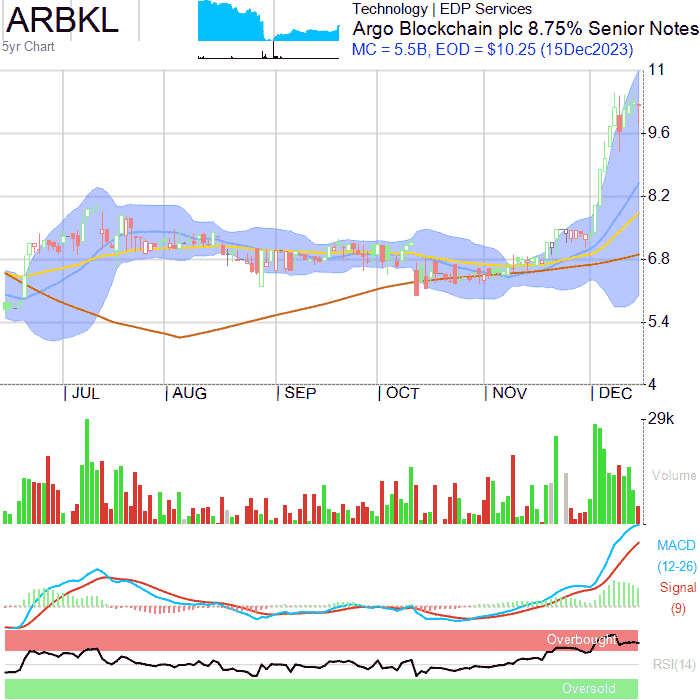 ARBKL
5yr Chart
Technology | EDP Services
Argo Blockchain plc 8.75% Senior Notes
MC = 5.5B, EOD = $10.25 (15Dec2023)
11
9.6
8.2
6.8
5.4
4
JUL AUG SEP OCT NOV DEC
29k
Volume
MACD
(12-26)
Signal
(9)
Overbought
RSI(14)
Oversold